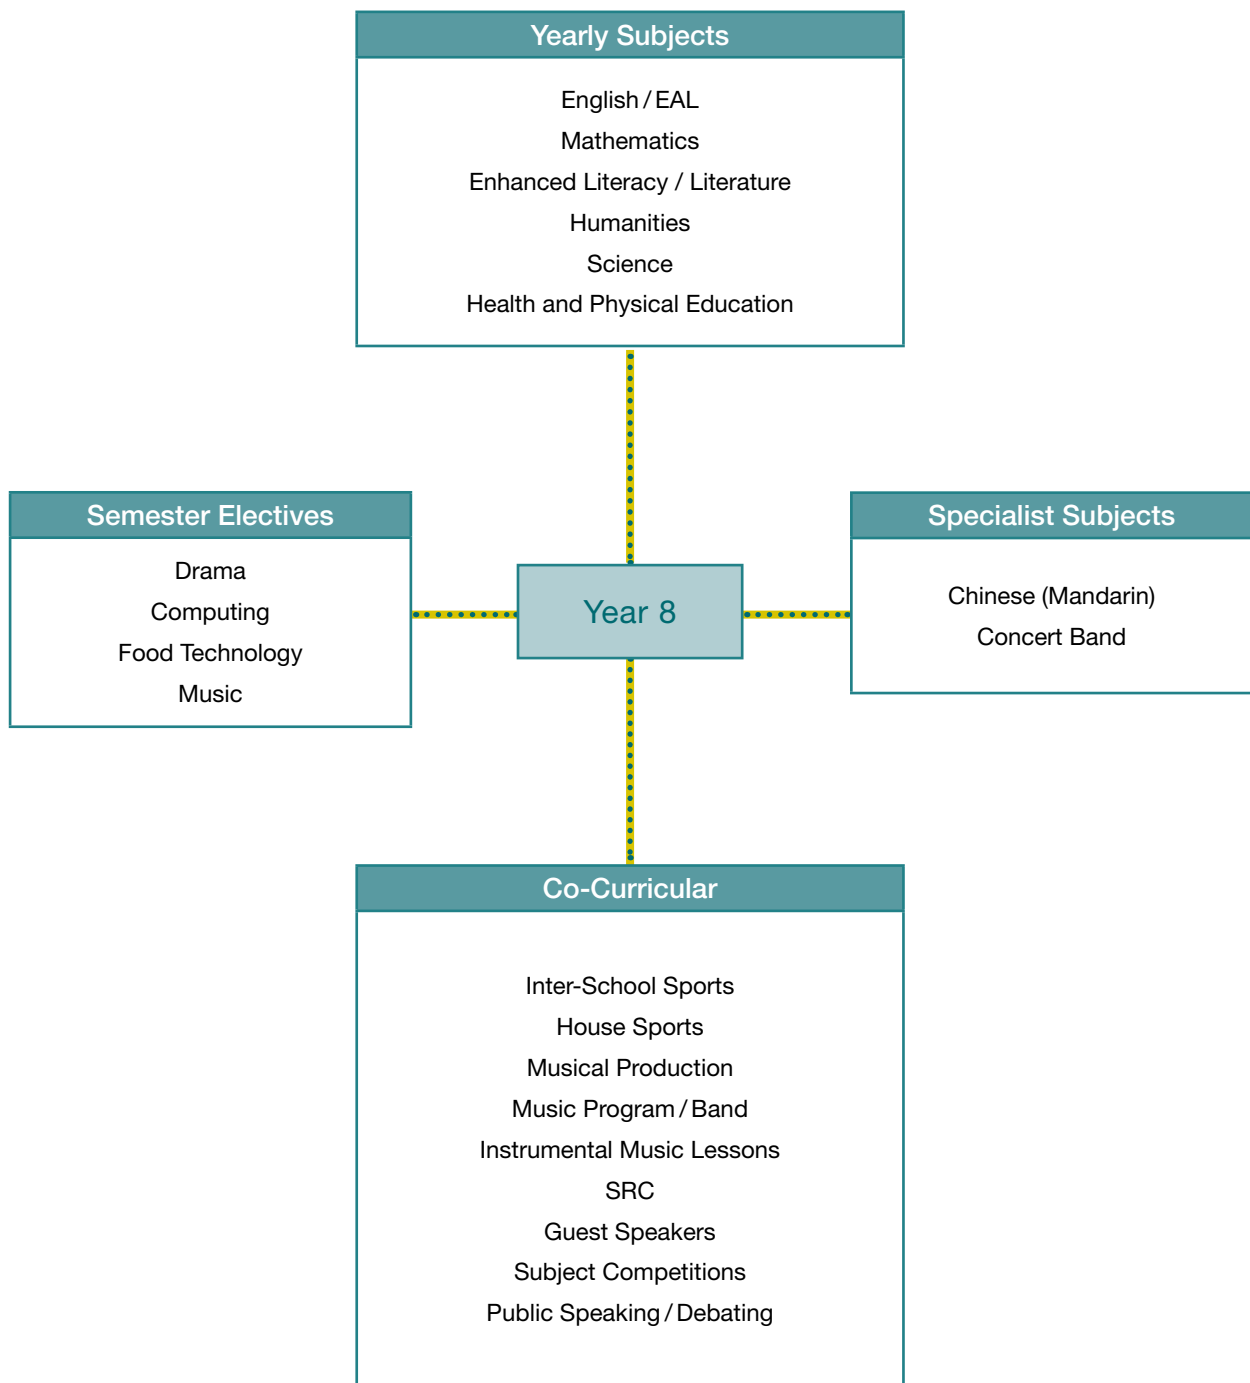 Yearly Subjects
English / EAL
Mathematics
Enhanced Literacy / Literature
Humanities
Science
Health and Physical Education
Semester Electives
Drama
Computing
Food Technology
Music
Year 8
Specialist Subjects
Chinese (Mandarin)
Concert Band
Co-Curricular
Inter-School Sports
House Sports
Musical Production
Music Program / Band
Instrumental Music Lessons
SRC
Guest Speakers
Subject Competitions
Public Speaking / Debating